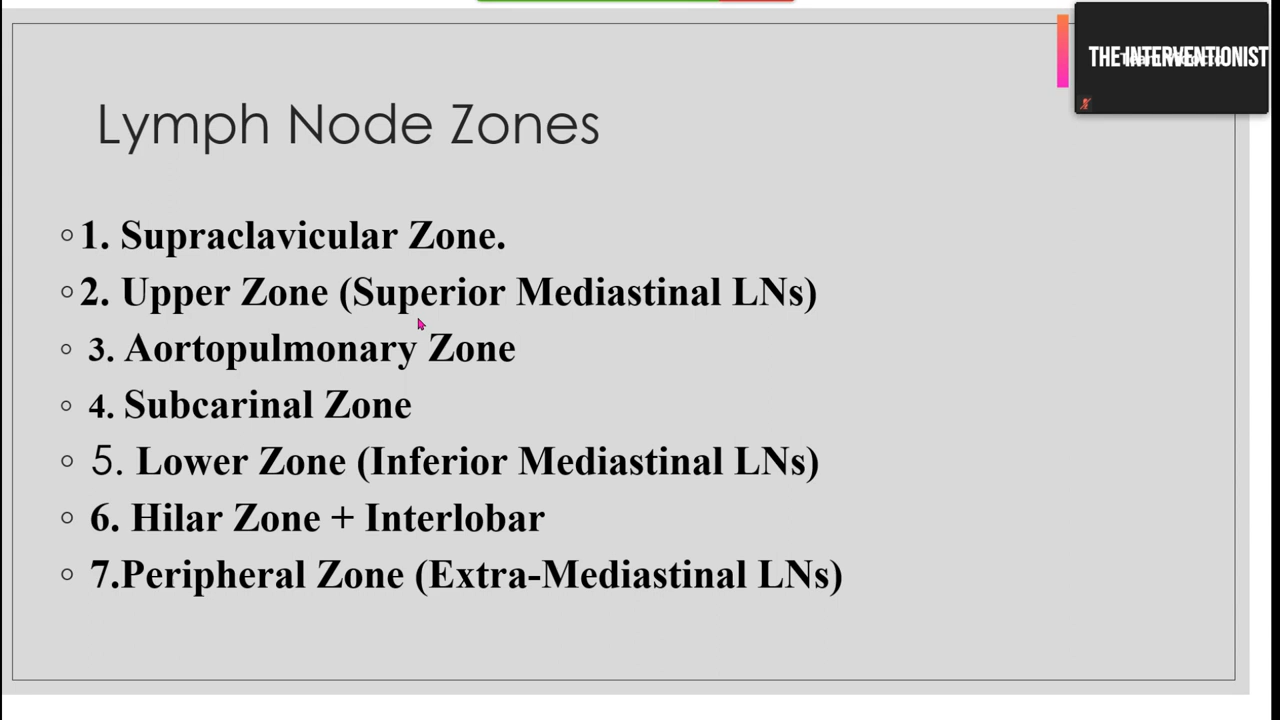 THE INTERVENTIONIST
Lymph Node Zones
1. Supraclavicular Zone.
2. Upper Zone (Superior Mediastinal LNs)
3. Aortopulmonary Zone
4. Subcarinal Zone
5. Lower Zone (Inferior Mediastinal LNs)
6. Hilar Zone + Interlobar
7.Peripheral Zone (Extra-Mediastinal LNs)